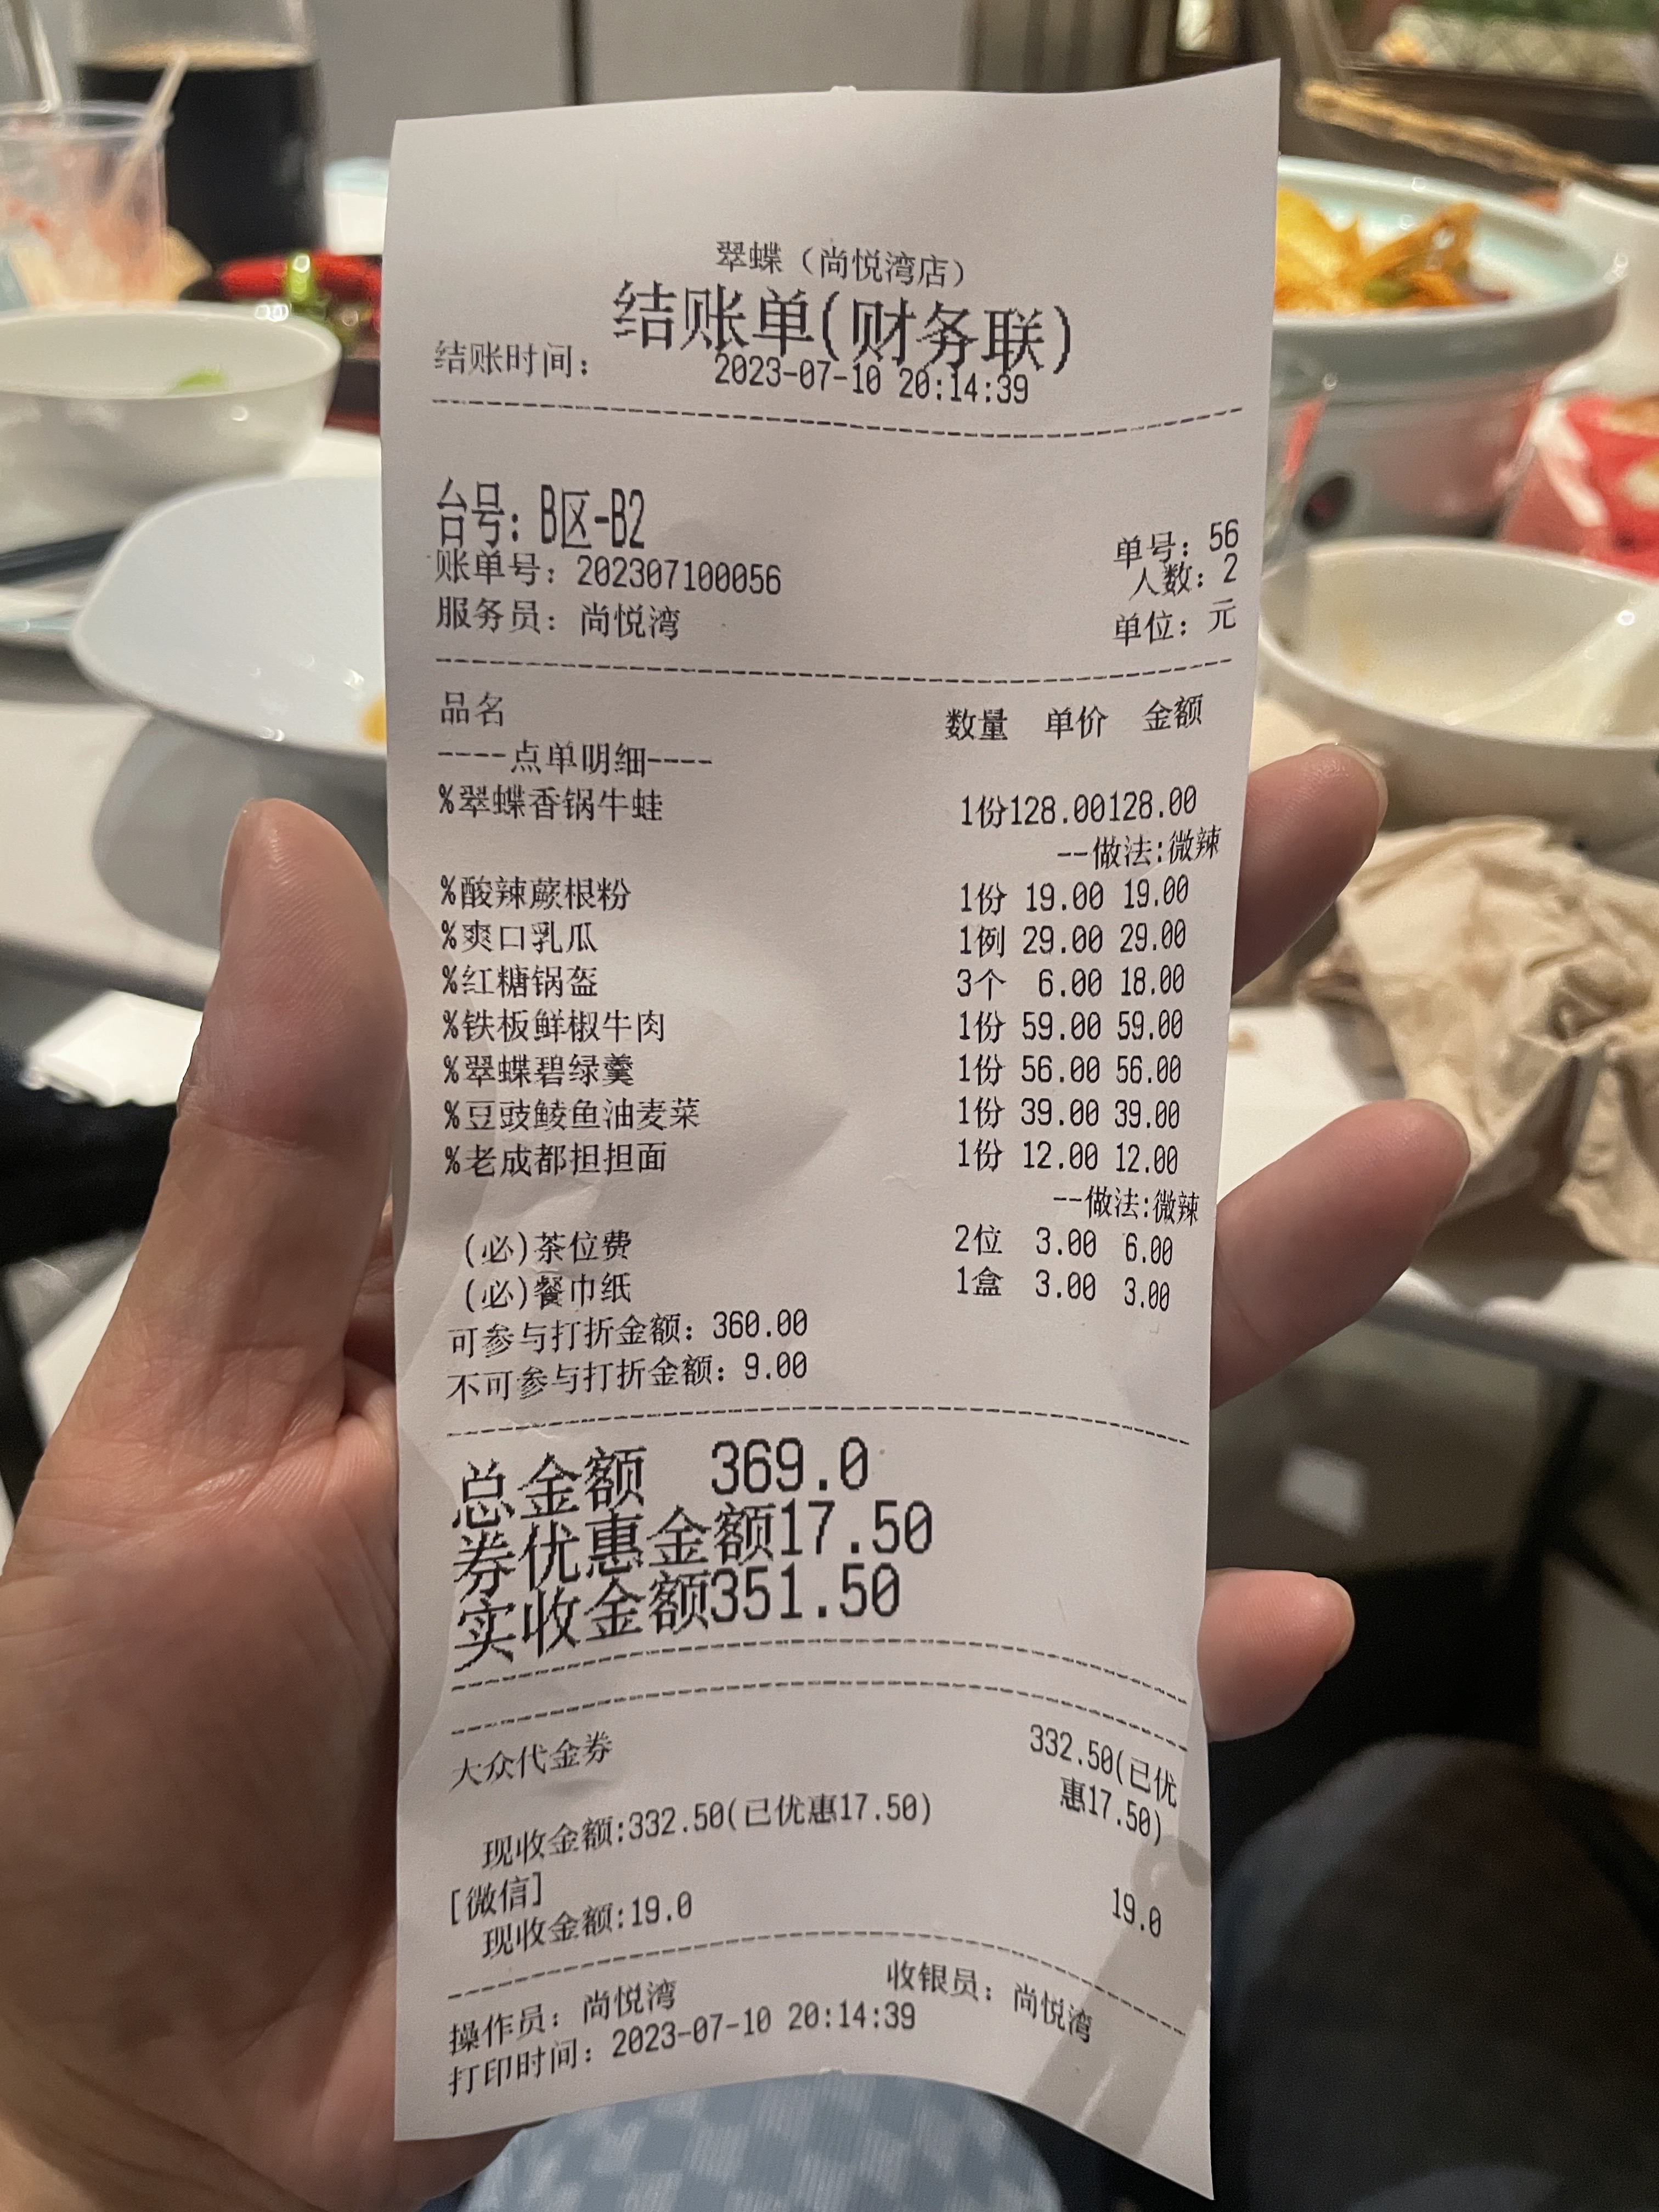 翠蝶（尚悦湾店）
结账单(财务联)
结账时间： 2023-07-10 20:14:39
台号：B区-B2
单号：56
账单号：202307100056
人数：2
服务员：尚悦湾
单位：元
品名 数量 单价 金额
----点单明细----
%翠蝶香锅牛蛙 1份128.00128.00
--做法:微辣
%酸辣蕨根粉 1份 19.00 19.00
%爽口乳瓜 1例 29.00 29.00
%红糖锅盔 3个 6.00 18.00
%铁板鲜椒牛肉 1份 59.00 59.00
%翠蝶碧绿羹 1份 56.00 56.00
%豆豉鲮鱼油麦菜 1份 39.00 39.00
%老成都担担面 1份 12.00 12.00
--做法:微辣
(必)茶位费 2位 3.00 6.00
(必)餐巾纸 1盒 3.00 3.00
可参与打折金额：360.00
不可参与打折金额：9.00
总金额 369.0
券优惠金额17.50
实收金额351.50
大众代金券 332.50(已优
惠17.50)
现收金额:332.50(已优惠17.50)
[微信] 19.0
现收金额:19.0
操作员：尚悦湾 收银员：尚悦湾
打印时间：2023-07-10 20:14:39